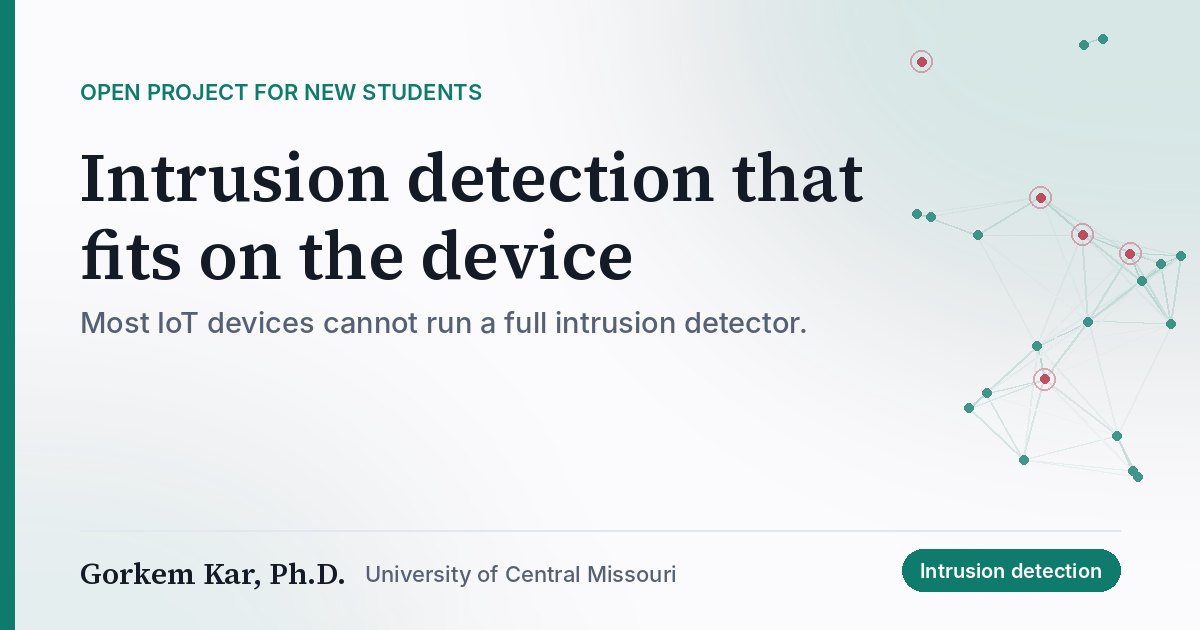 OPEN PROJECT FOR NEW STUDENTS
Intrusion detection that
fits on the device
Most IoT devices cannot run a full intrusion detector.
Gorkem Kar, Ph.D. University of Central Missouri
Intrusion detection